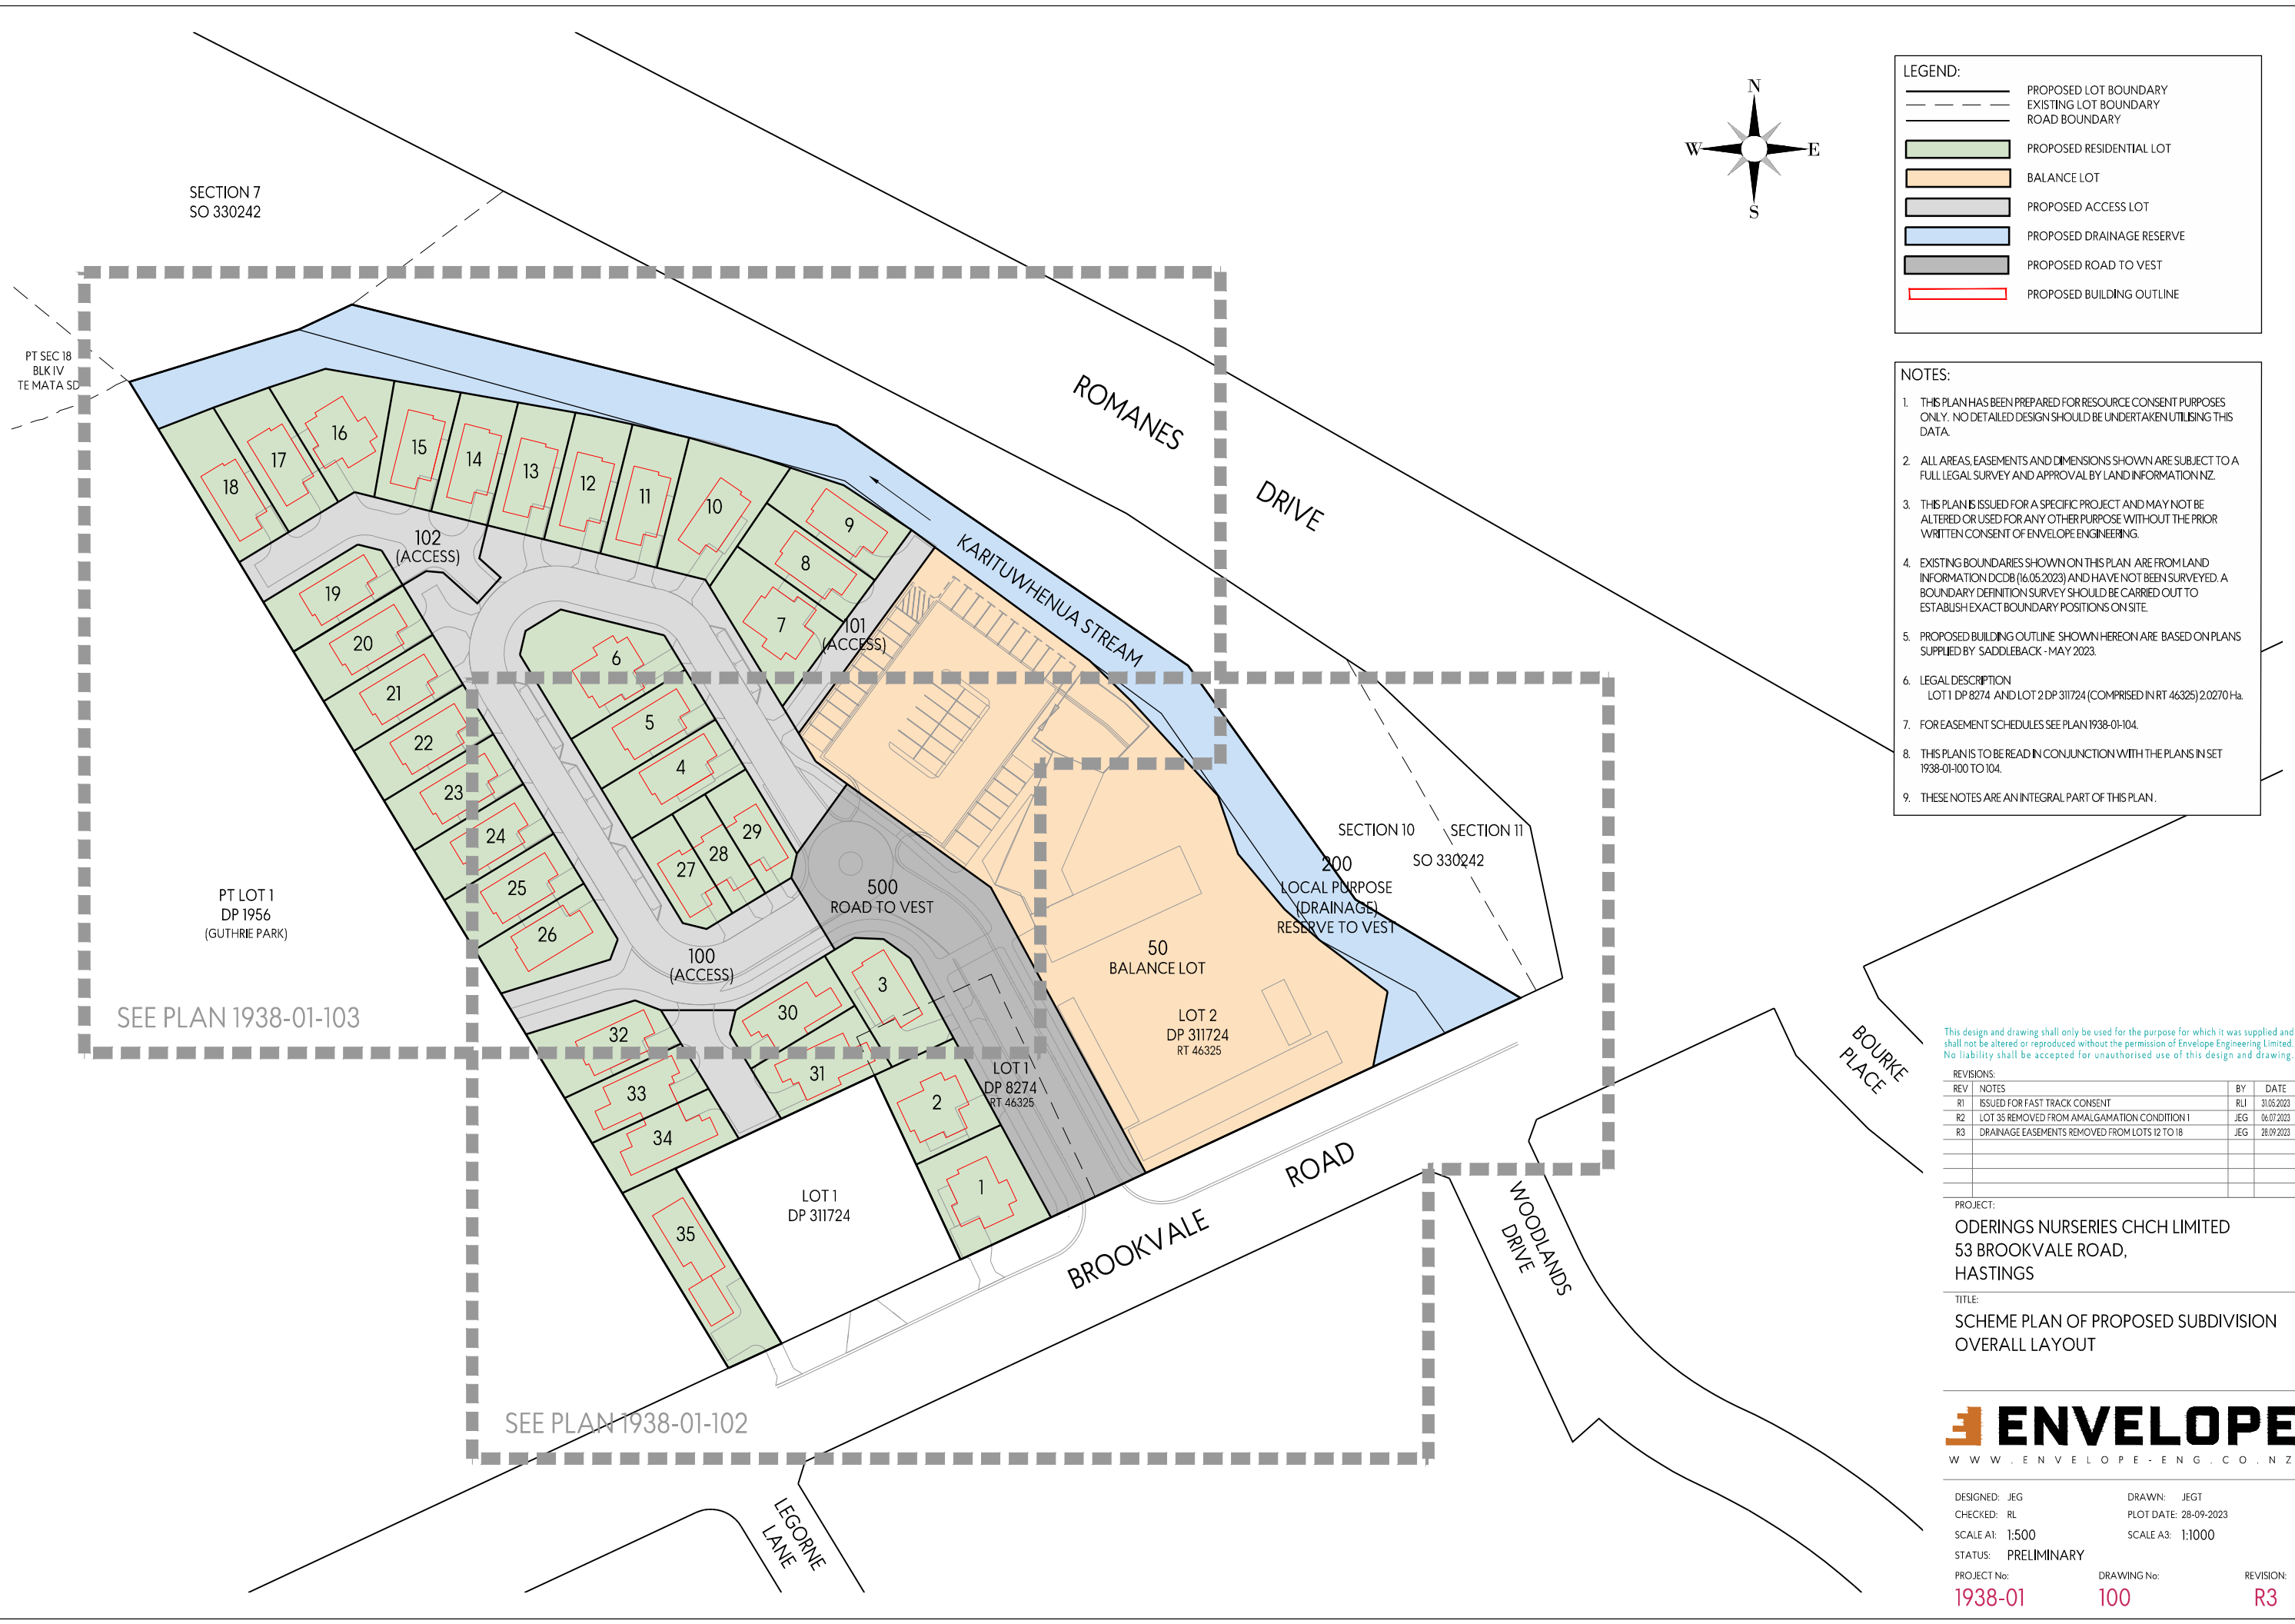 SECTION 7
SO 330242
PT SEC 18
BLK IV
TE MATA SD
ROMANES
DRIVE
KARITUWHENUA STREAM
18
17
16
15
14
13
12
11
10
9
8
7
102
(ACCESS)
101
(ACCESS)
19
20
21
22
23
24
25
26
6
5
4
29
28
27
100
(ACCESS)
500
ROAD TO VEST
3
30
31
32
33
34
35
2
1
50
BALANCE LOT
LOT 2
DP 311724
RT 46325
LOT 1
DP 8274
RT 46325
LOT 1
DP 311724
200
LOCAL PURPOSE
(DRAINAGE)
RESERVE TO VEST
SECTION 10
SECTION 11
SO 330242
PT LOT 1
DP 1956
(GUTHRIE PARK)
SEE PLAN 1938-01-103
SEE PLAN 1938-01-102
BROOKVALE
ROAD
WOODLANDS
DRIVE
BOURKE
PLACE
LEGORNE
LANE
N
W
E
S
LEGEND:
PROPOSED LOT BOUNDARY
EXISTING LOT BOUNDARY
ROAD BOUNDARY
PROPOSED RESIDENTIAL LOT
BALANCE LOT
PROPOSED ACCESS LOT
PROPOSED DRAINAGE RESERVE
PROPOSED ROAD TO VEST
PROPOSED BUILDING OUTLINE
NOTES:
1. THIS PLAN HAS BEEN PREPARED FOR RESOURCE CONSENT PURPOSES
ONLY. NO DETAILED DESIGN SHOULD BE UNDERTAKEN UTILISING THIS
DATA.
2. ALL AREAS, EASEMENTS AND DIMENSIONS SHOWN ARE SUBJECT TO A
FULL LEGAL SURVEY AND APPROVAL BY LAND INFORMATION NZ.
3. THIS PLAN IS ISSUED FOR A SPECIFIC PROJECT AND MAY NOT BE
ALTERED OR USED FOR ANY OTHER PURPOSE WITHOUT THE PRIOR
WRITTEN CONSENT OF ENVELOPE ENGINEERING.
4. EXISTING BOUNDARIES SHOWN ON THIS PLAN ARE FROM LAND
INFORMATION DCDB (16.05.2023) AND HAVE NOT BEEN SURVEYED. A
BOUNDARY DEFINITION SURVEY SHOULD BE CARRIED OUT TO
ESTABLISH EXACT BOUNDARY POSITIONS ON SITE.
5. PROPOSED BUILDING OUTLINE SHOWN HEREON ARE BASED ON PLANS
SUPPLIED BY SADDLEBACK - MAY 2023.
6. LEGAL DESCRIPTION
LOT 1 DP 8274 AND LOT 2 DP 311724 (COMPRISED IN RT 46325) 2.0270 Ha.
7. FOR EASEMENT SCHEDULES SEE PLAN 1938-01-104.
8. THIS PLAN IS TO BE READ IN CONJUNCTION WITH THE PLANS IN SET
1938-01-100 TO 104.
9. THESE NOTES ARE AN INTEGRAL PART OF THIS PLAN .
This design and drawing shall only be used for the purpose for which it was supplied and
shall not be altered or reproduced without the permission of Envelope Engineering Limited.
No liability shall be accepted for unauthorised use of this design and drawing.
REVISIONS:
REV NOTES BY DATE
R1 ISSUED FOR FAST TRACK CONSENT RLI 31.05.2023
R2 LOT 35 REMOVED FROM AMALGAMATION CONDITION 1 JEG 06.07.2023
R3 DRAINAGE EASEMENTS REMOVED FROM LOTS 12 TO 18 JEG 28.09.2023
PROJECT:
ODERINGS NURSERIES CHCH LIMITED
53 BROOKVALE ROAD,
HASTINGS
TITLE:
SCHEME PLAN OF PROPOSED SUBDIVISION
OVERALL LAYOUT
ENVELOPE
WWW.ENVELOPE-ENG.CO.NZ
DESIGNED: JEG DRAWN: JEGT
CHECKED: RL PLOT DATE: 28-09-2023
SCALE A1: 1:500 SCALE A3: 1:1000
STATUS: PRELIMINARY
PROJECT No: DRAWING No: REVISION:
1938-01 100 R3